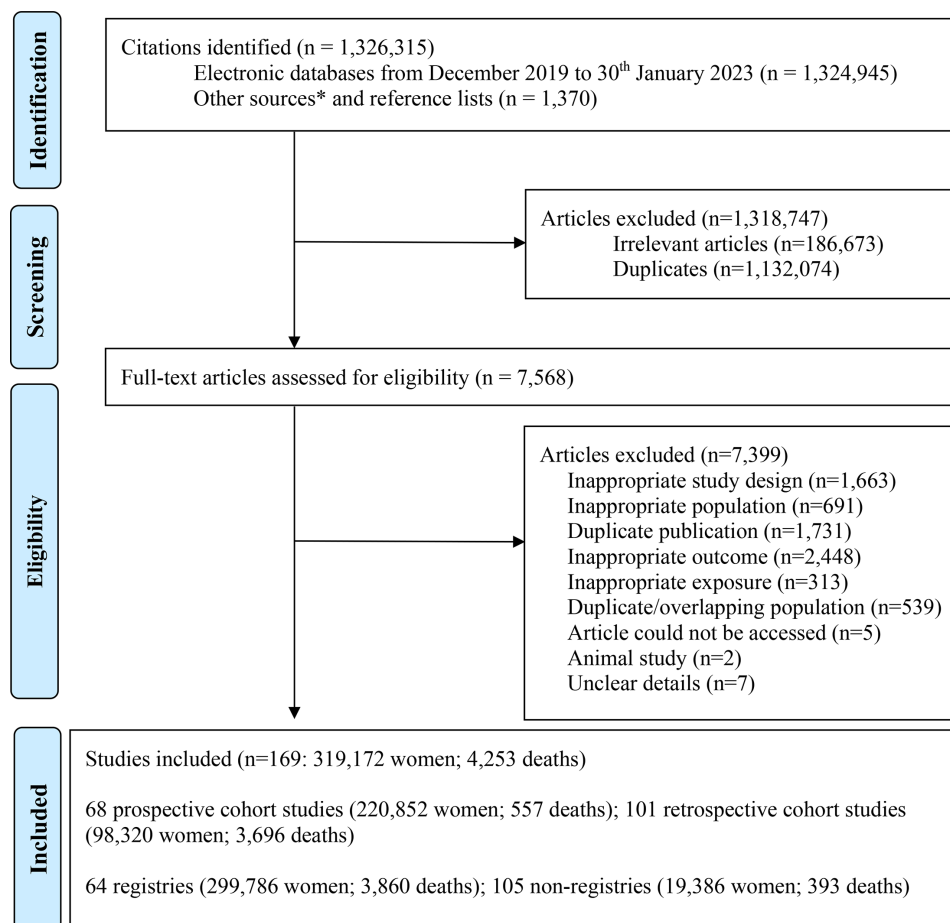 Identification
Citations identified (n = 1,326,315)
Electronic databases from December 2019 to 30th January 2023 (n = 1,324,945)
Other sources* and reference lists (n = 1,370)
Screening
Articles excluded (n=1,318,747)
Irrelevant articles (n=186,673)
Duplicates (n=1,132,074)
Eligibility
Full-text articles assessed for eligibility (n = 7,568)
Articles excluded (n=7,399)
Inappropriate study design (n=1,663)
Inappropriate population (n=691)
Duplicate publication (n=1,731)
Inappropriate outcome (n=2,448)
Inappropriate exposure (n=313)
Duplicate/overlapping population (n=539)
Article could not be accessed (n=5)
Animal study (n=2)
Unclear details (n=7)
Included
Studies included (n=169: 319,172 women; 4,253 deaths)
68 prospective cohort studies (220,852 women; 557 deaths); 101 retrospective cohort studies
(98,320 women; 3,696 deaths)
64 registries (299,786 women; 3,860 deaths); 105 non-registries (19,386 women; 393 deaths)